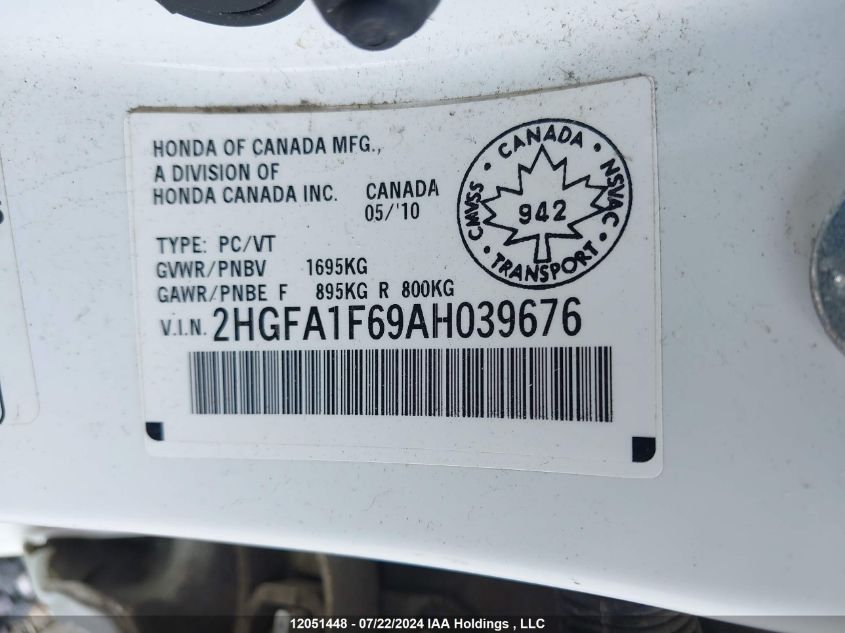 HONDA OF CANADA MFG.,
A DIVISION OF
HONDA CANADA INC. CANADA
05/'10
TYPE: PC/VT
GVWR/PNBV 1695KG
GAWR/PNBE F 895KG R 800KG
V.I.N. 2HGFA1F69AH039676
CANADA
CMVSS
NSVAC
942
TRANSPORT
12051448 - 07/22/2024 IAA Holdings , LLC